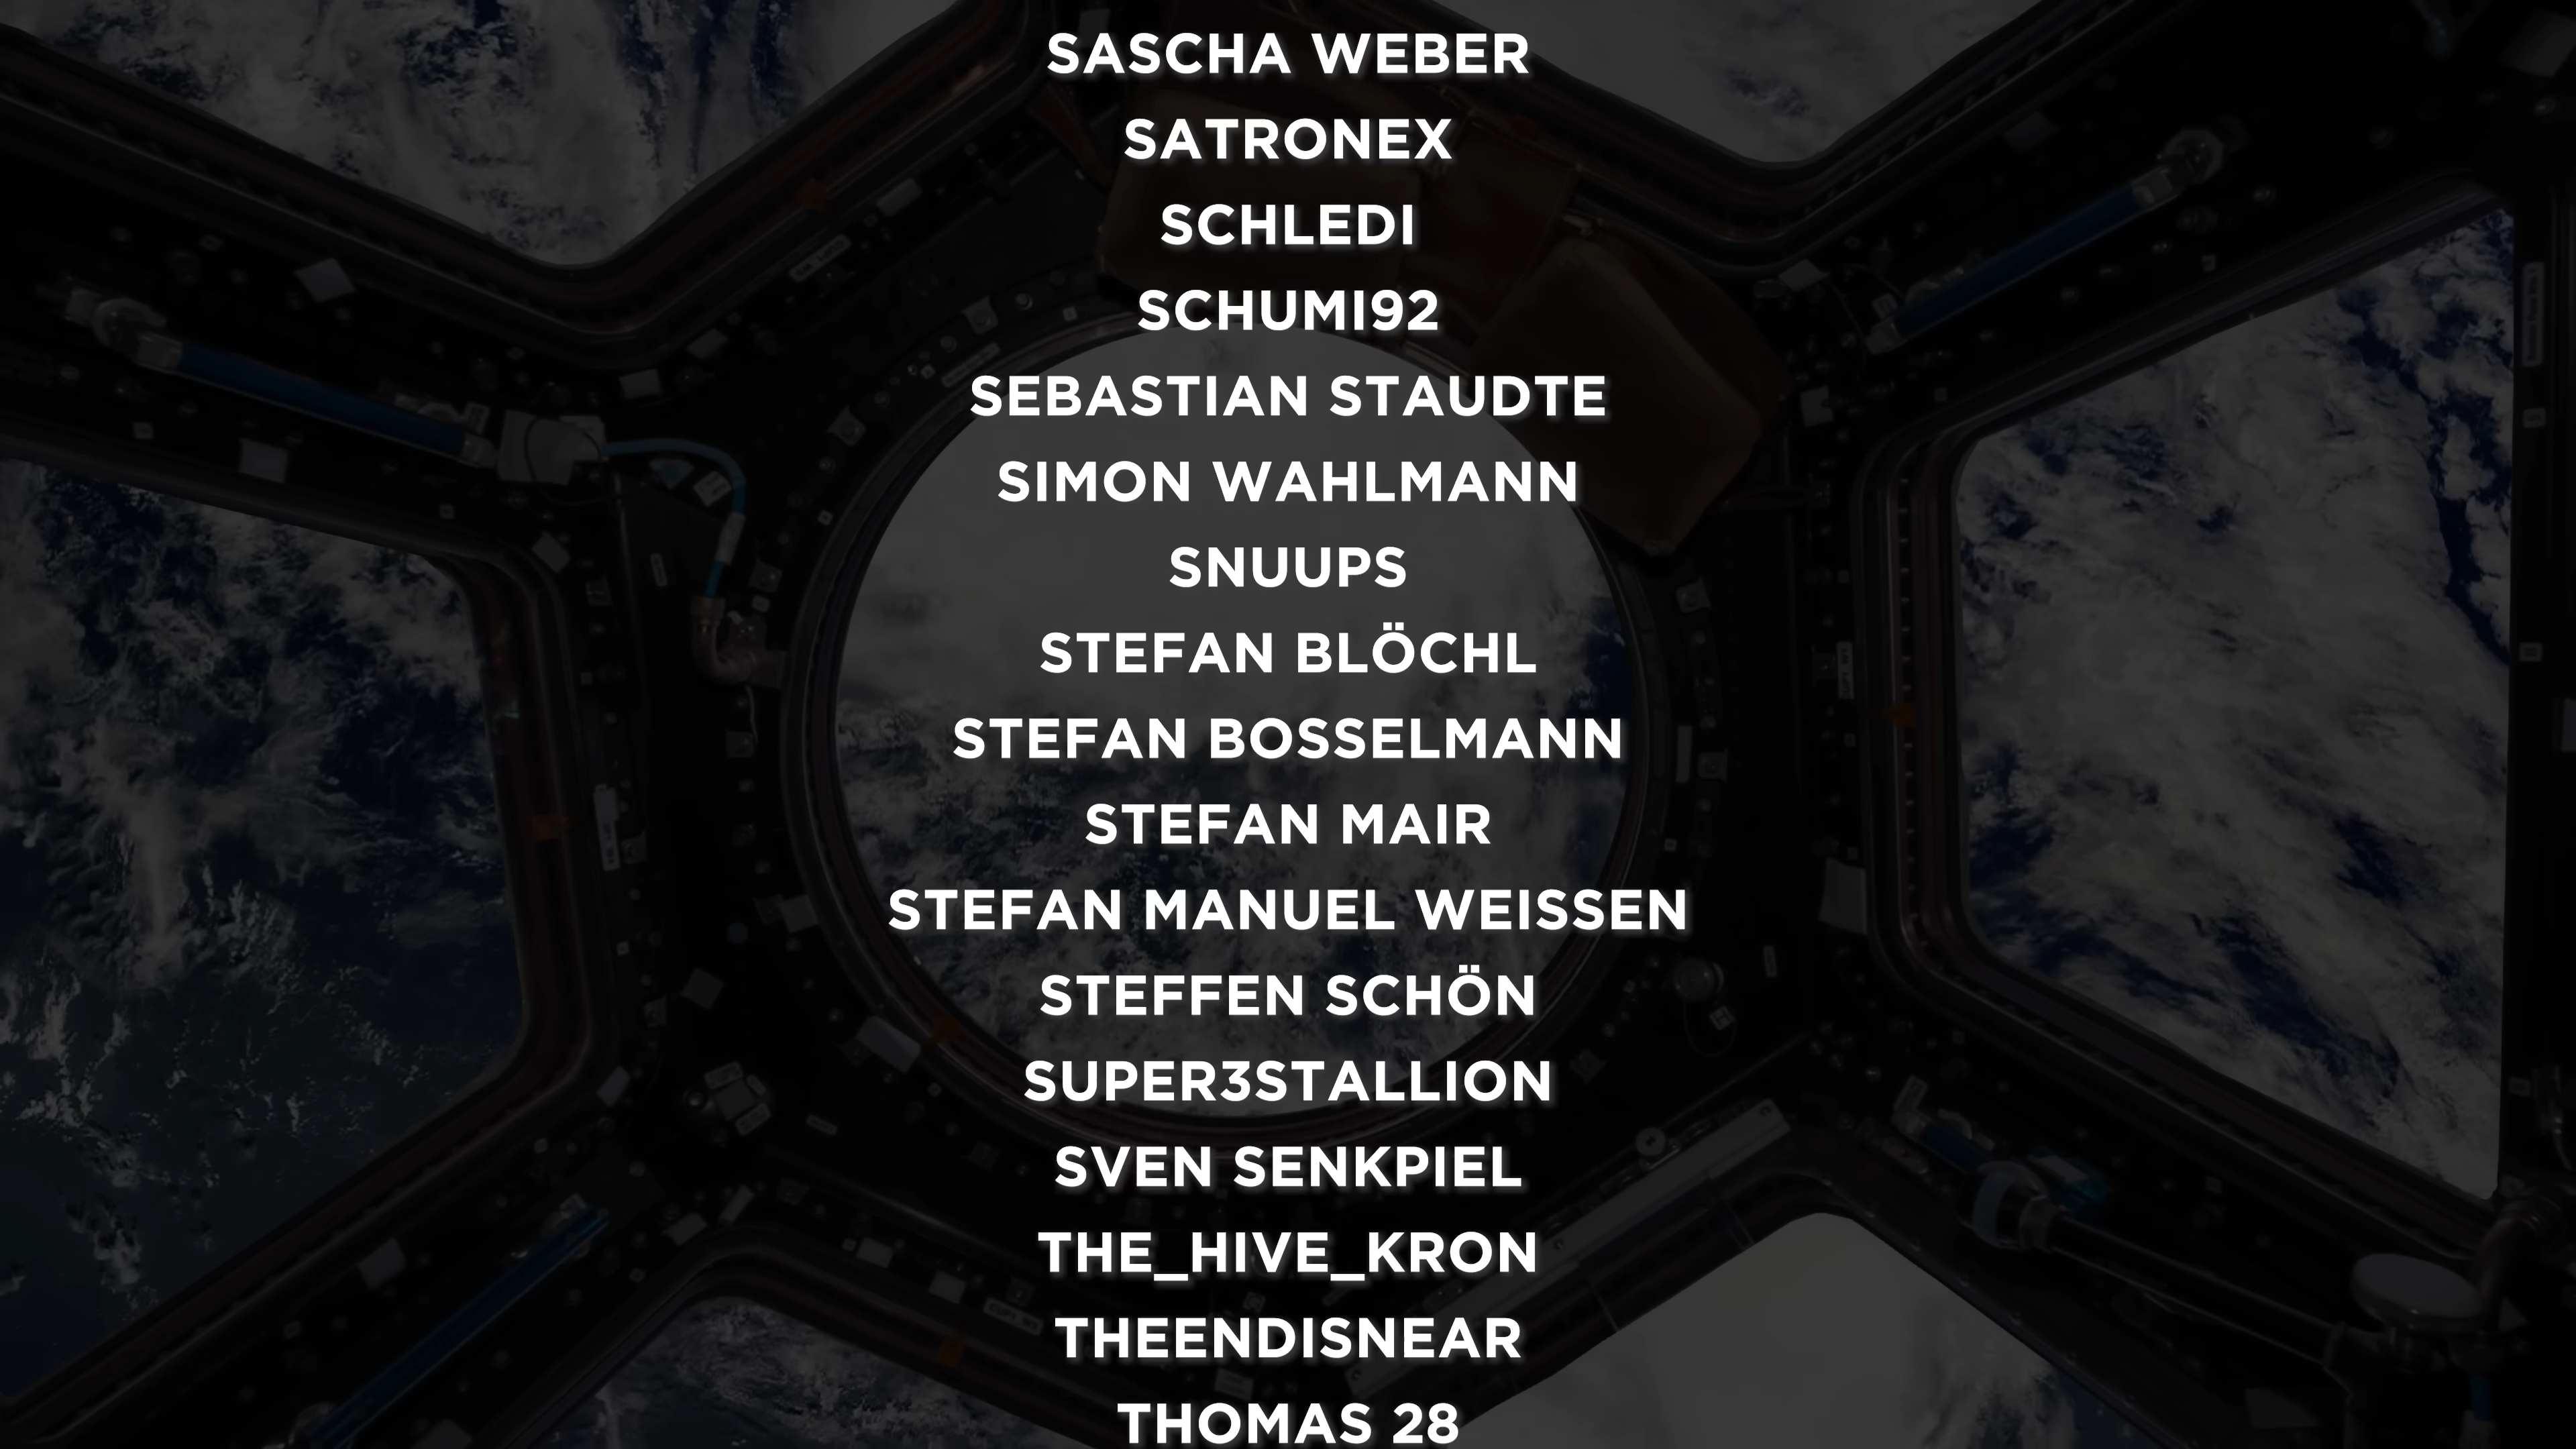 SASCHA WEBER
SATRONEX
SCHLEDI
SCHUMI92
SEBASTIAN STAUDTE
SIMON WAHLMANN
SNUUPS
STEFAN BLÖCHL
STEFAN BOSSELMANN
STEFAN MAIR
STEFAN MANUEL WEISSEN
STEFFEN SCHÖN
SUPER3STALLION
SVEN SENKPIEL
THE_HIVE_KRON
THEENDISNEAR
THOMAS 28